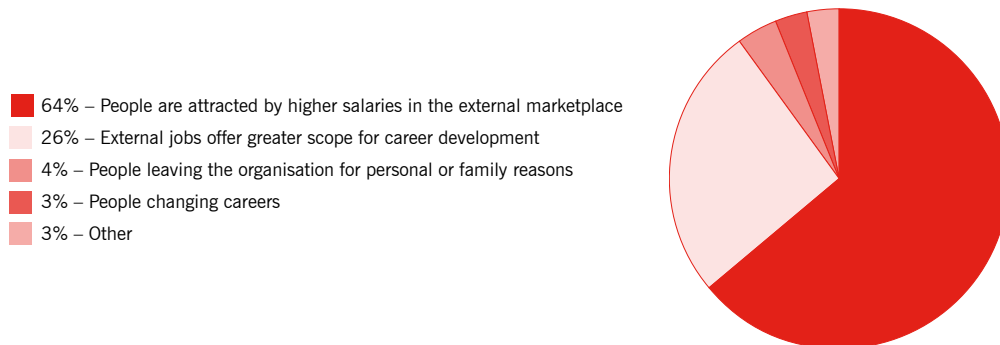 64% – People are attracted by higher salaries in the external marketplace
26% – External jobs offer greater scope for career development
4% – People leaving the organisation for personal or family reasons
3% – People changing careers
3% – Other